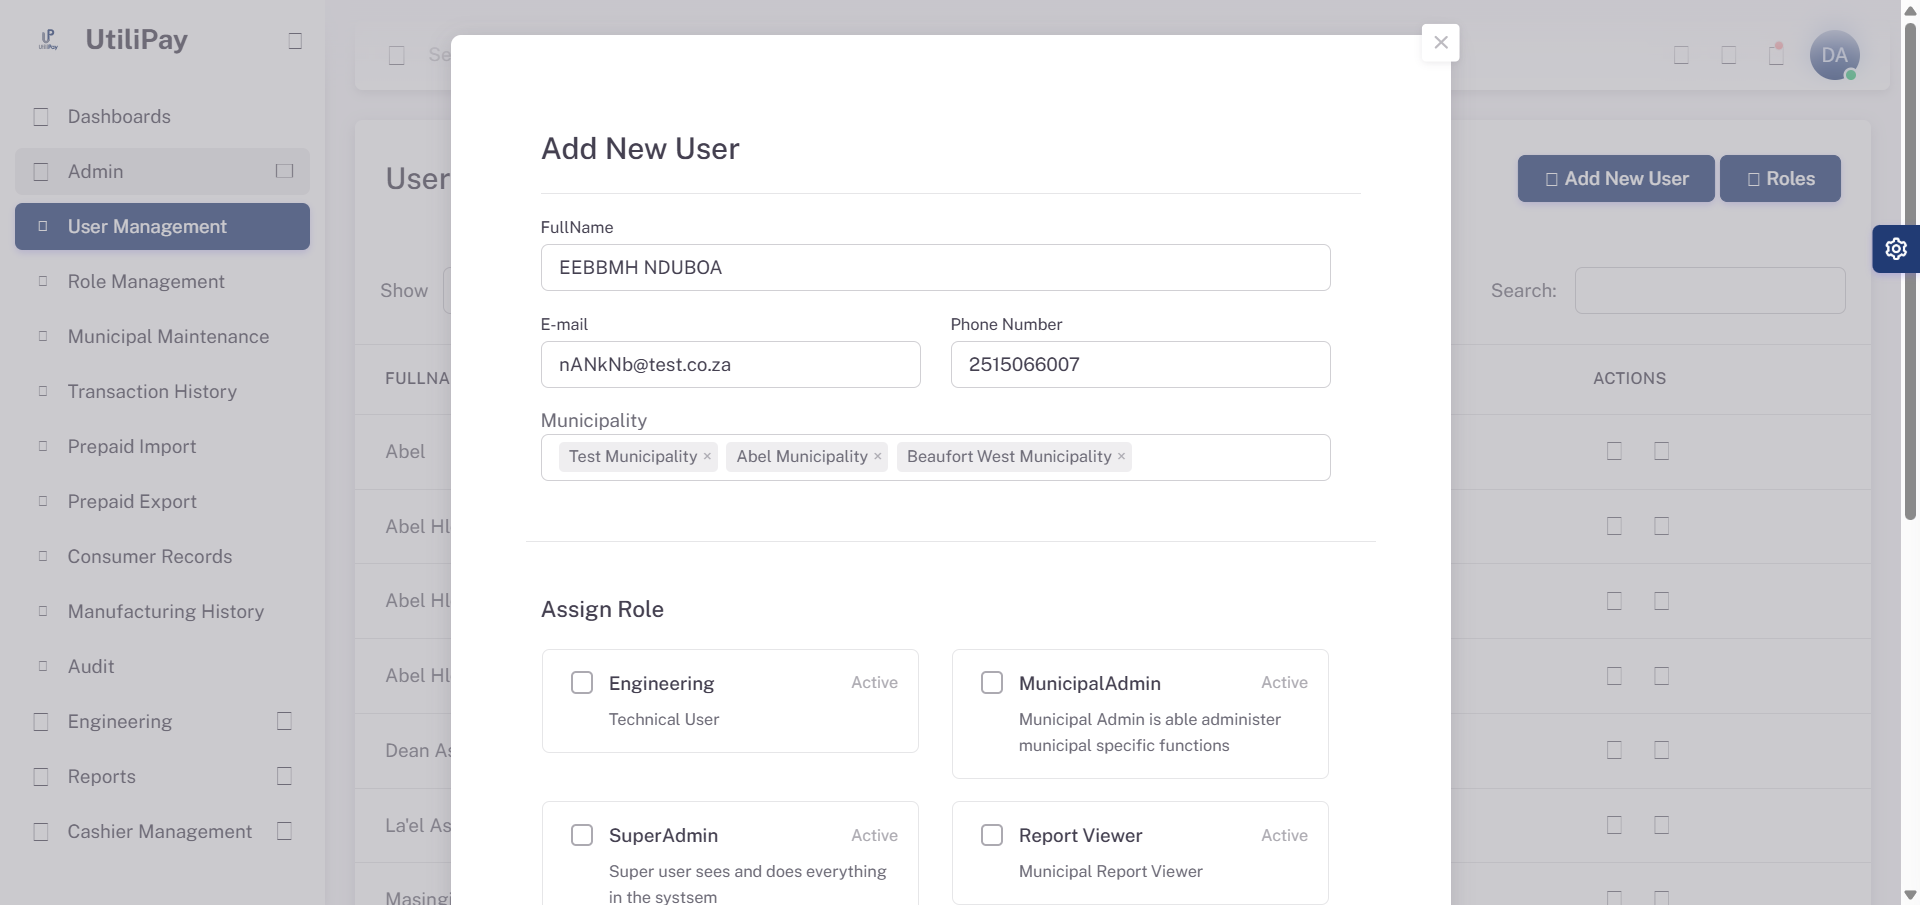 UP
UtiliPay
UtiliPay
Dashboards
Admin
User Management
Role Management
Municipal Maintenance
Transaction History
Prepaid Import
Prepaid Export
Consumer Records
Manufacturing History
Audit
Engineering
Reports
Cashier Management
Se
DA
User
Add New User
Roles
Show
Search:
FULLNA
ACTIONS
Abel
Abel Hl
Abel Hl
Abel Hl
Dean As
La'el As
Masingi
×
Add New User
FullName
EEBBMH NDUBOA
E-mail
Phone Number
nANkNb@test.co.za
2515066007
Municipality
Test Municipality × Abel Municipality × Beaufort West Municipality ×
Assign Role
Engineering
Active
Technical User
MunicipalAdmin
Active
Municipal Admin is able administer
municipal specific functions
SuperAdmin
Active
Super user sees and does everything
in the systsem
Report Viewer
Active
Municipal Report Viewer